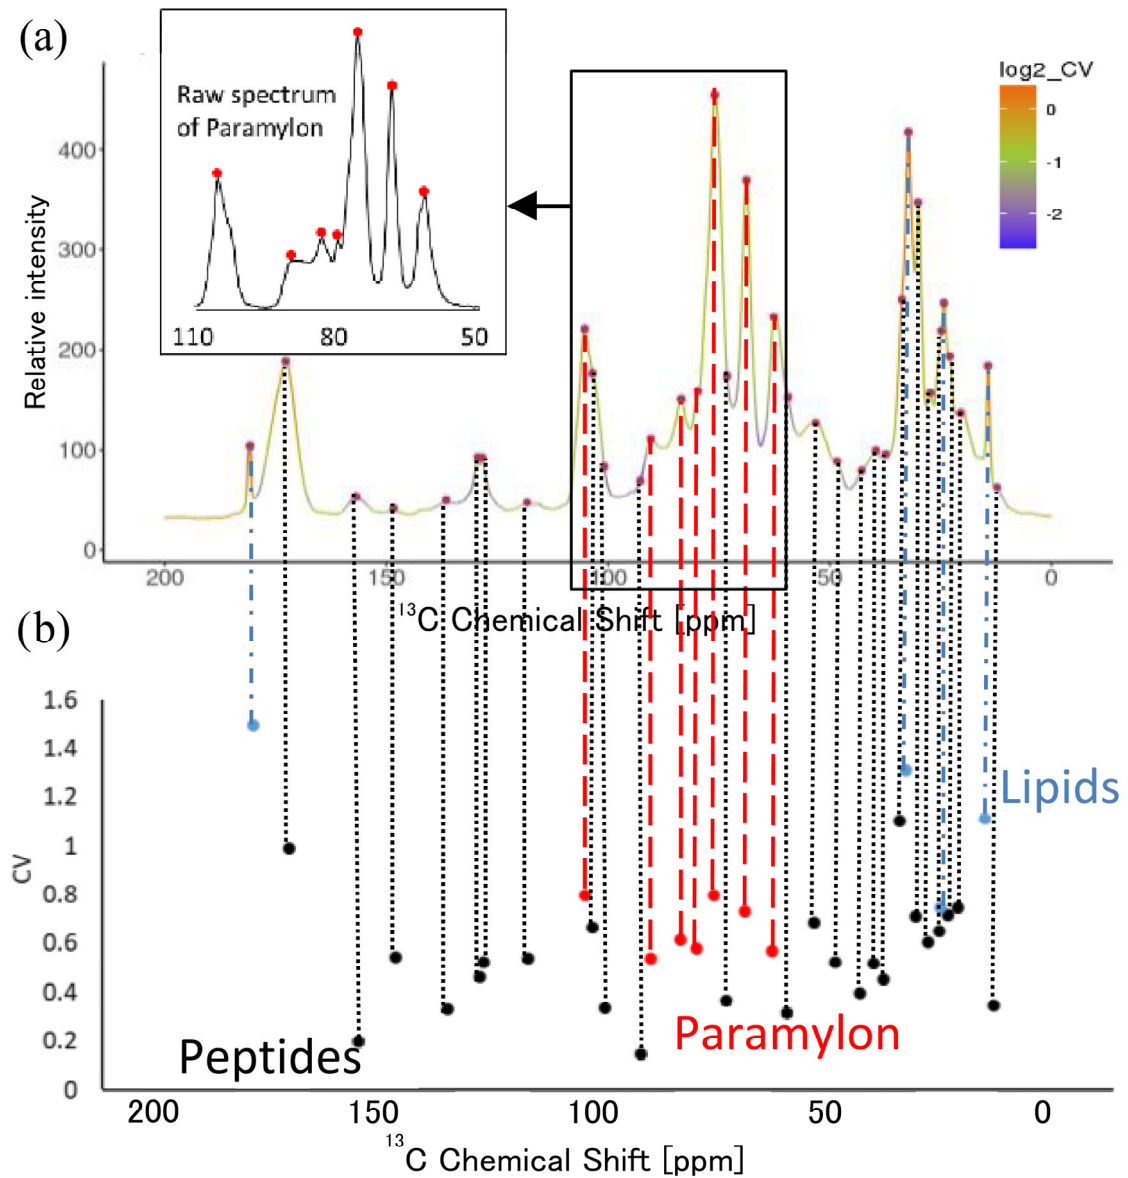 (a)
Raw spectrum
of Paramylon
110 80 50
log2_CV
0
-1
-2
Relative intensity
400
300
200
100
0
200 150 100 50 0
13C Chemical Shift [ppm]
(b)
CV
1.6
1.4
1.2
1
0.8
0.6
0.4
0.2
0
Lipids
Paramylon
Peptides
200 150 100 50 0
13C Chemical Shift [ppm]